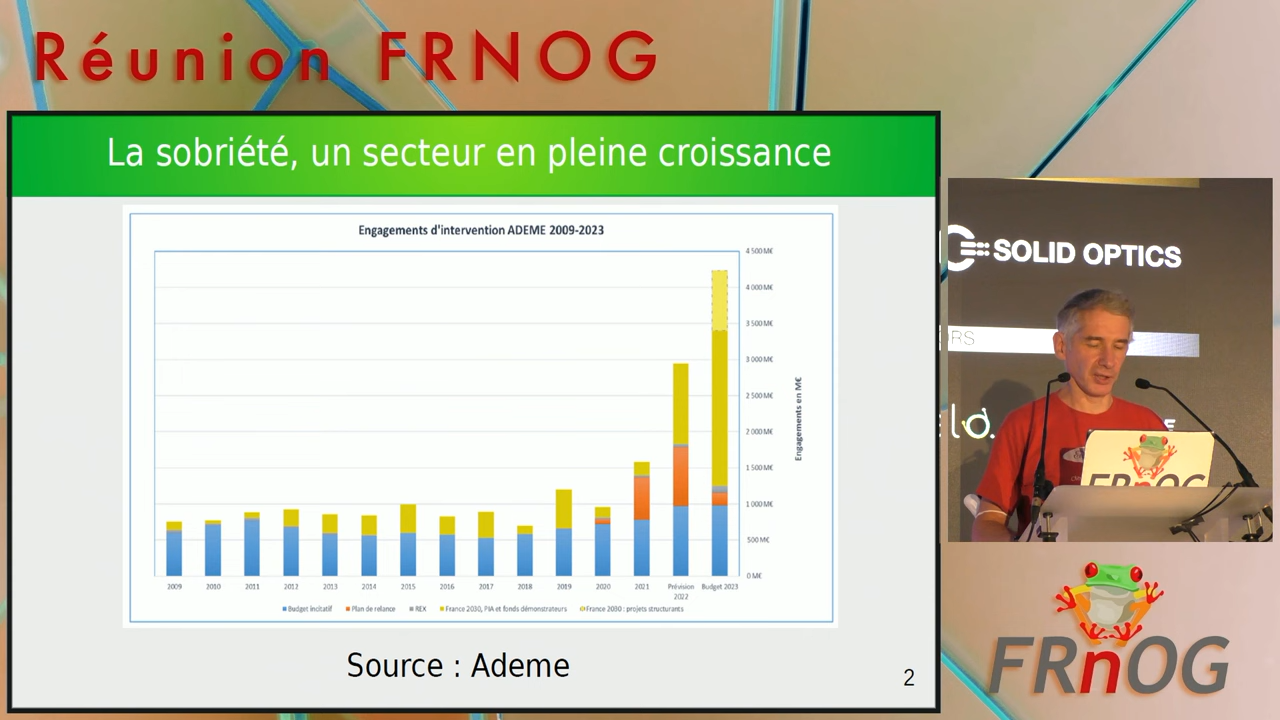 Réunion FRNOG
La sobriété, un secteur en pleine croissance
Engagements d'intervention ADEME 2009-2023
4 500 M€
4 000 M€
3 500 M€
3 000 M€
2 500 M€
2 000 M€
1 500 M€
1 000 M€
500 M€
0 M€
Engagements en M€
2009 2010 2011 2012 2013 2014 2015 2016 2017 2018 2019 2020 2021 Prévision 2022 Budget 2023
Budget incitatif Plan de relance REX France 2030, PIA et fonds démonstrateurs France 2030 : projets structurants
Source : Ademe
2
SOLID OPTICS
ORS
lo.
FRnOG
FRnOG